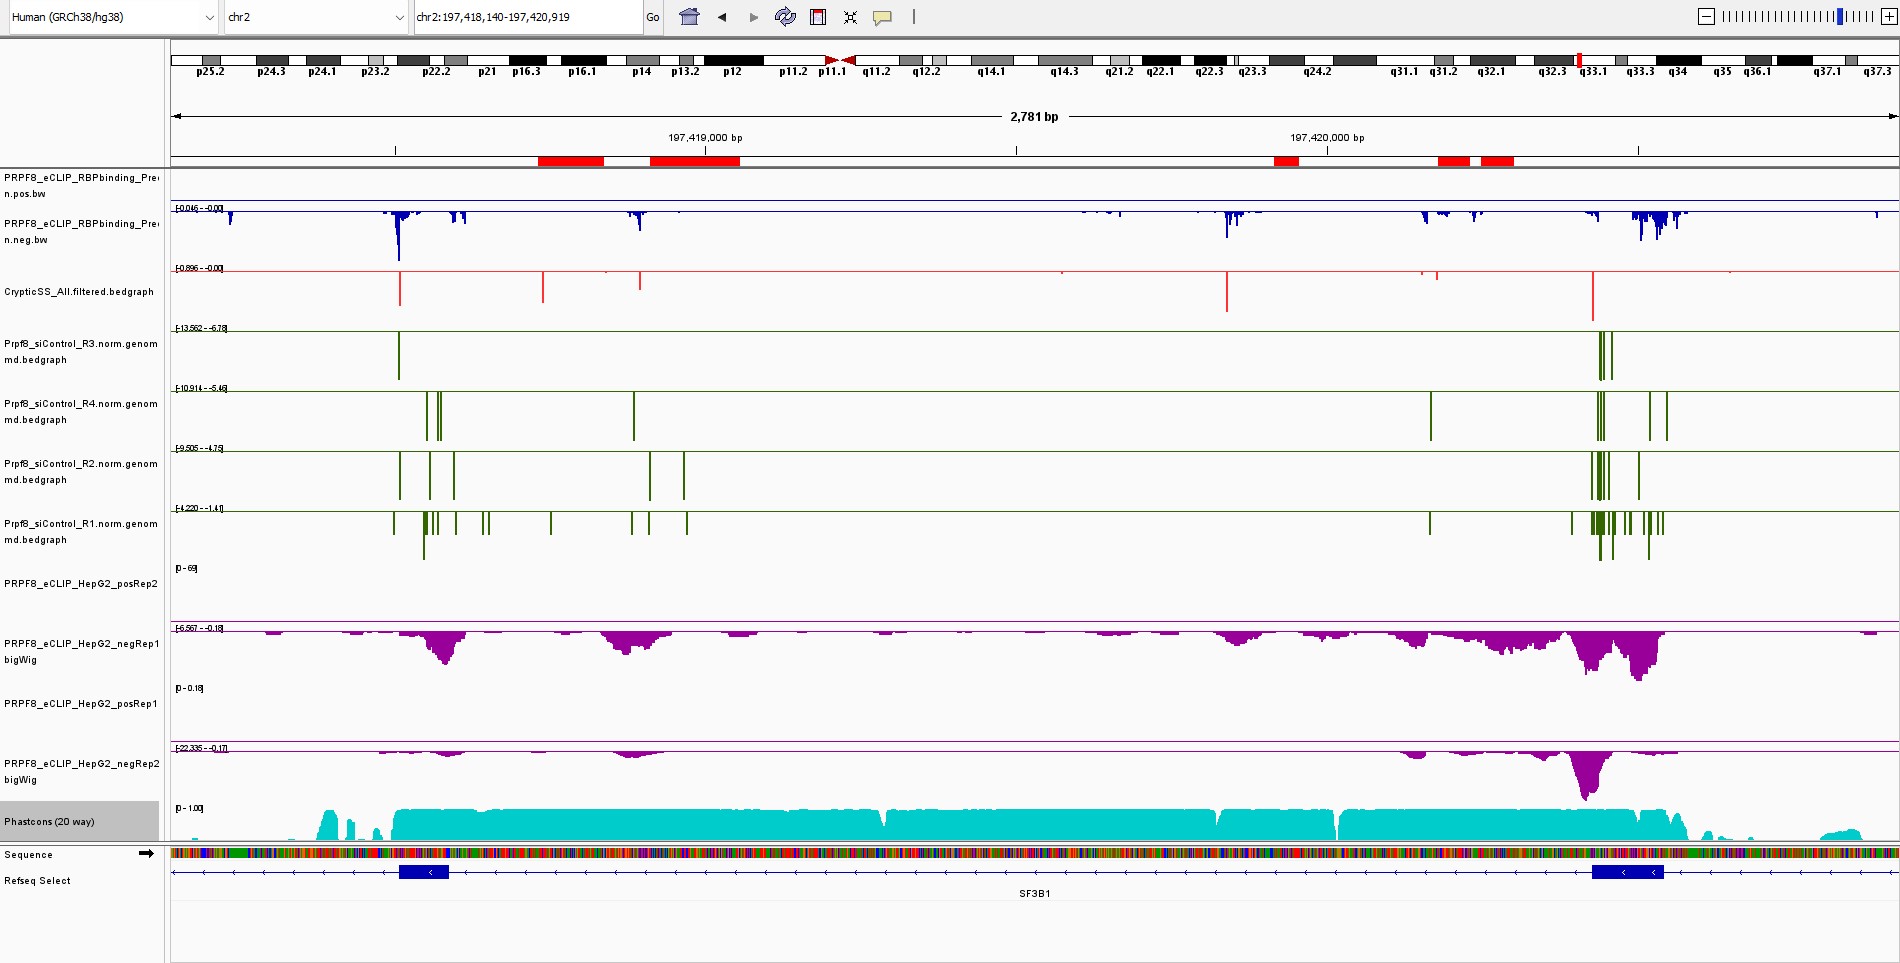 Human (GRCh38/hg38) chr2 chr2:197,418,140-197,420,919 Go
p25.2 p24.3 p24.1 p23.2 p22.2 p21 p16.3 p16.1 p14 p13.2 p12 p11.2 p11.1 q11.2 q12.2 q14.1 q14.3 q21.2 q22.1 q22.3 q23.3 q24.2 q31.1 q31.2 q32.1 q32.3 q33.1 q33.3 q34 q35 q36.1 q37.1 q37.3
2,781 bp
197,419,000 bp 197,420,000 bp
PRPF8_eCLIP_RBPbinding_Pre
n.pos.bw
[-0.046 - -0.00]
PRPF8_eCLIP_RBPbinding_Pre
n.neg.bw
[-0.896 - -0.00]
CrypticSS_All.filtered.bedgraph
[-13.562 - -6.78]
Prpf8_siControl_R3.norm.genom
md.bedgraph
[-10.914 - -5.46]
Prpf8_siControl_R4.norm.genom
md.bedgraph
[-9.505 - -4.75]
Prpf8_siControl_R2.norm.genom
md.bedgraph
[-4.220 - -1.41]
Prpf8_siControl_R1.norm.genom
md.bedgraph
[0 - 69]
PRPF8_eCLIP_HepG2_posRep2
[-6.567 - -0.18]
PRPF8_eCLIP_HepG2_negRep1
bigWig
[0 - 0.18]
PRPF8_eCLIP_HepG2_posRep1
[-22.335 - -0.17]
PRPF8_eCLIP_HepG2_negRep2
bigWig
[0 - 1.00]
Phastcons (20 way)
Sequence
Refseq Select
SF3B1